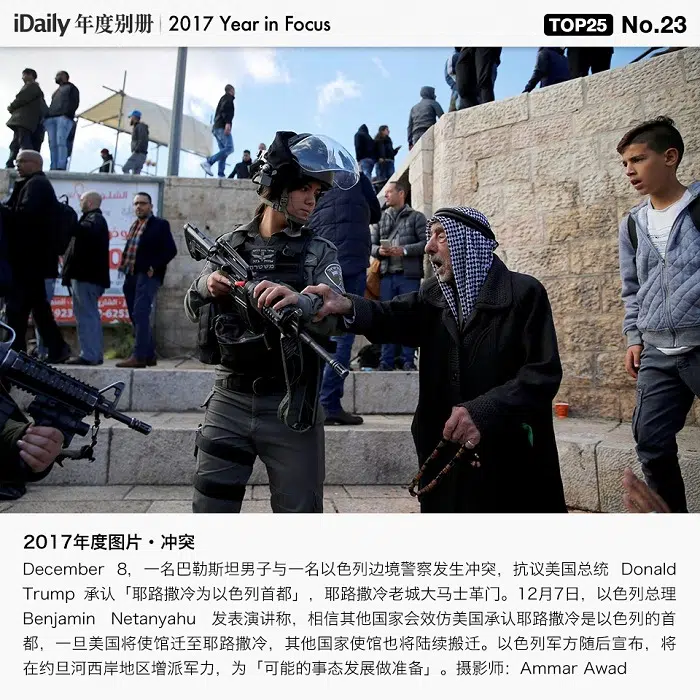 iDaily 年度别册 | 2017 Year in Focus
TOP25 No.23
2017年度图片・冲突
December 8，一名巴勒斯坦男子与一名以色列边境警察发生冲突，抗议美国总统 Donald
Trump 承认「耶路撒冷为以色列首都」，耶路撒冷老城大马士革门。12月7日，以色列总理
Benjamin Netanyahu 发表演讲称，相信其他国家会效仿美国承认耶路撒冷是以色列的首
都，一旦美国将使馆迁至耶路撒冷，其他国家使馆也将陆续搬迁。以色列军方随后宣布，将
在约旦河西岸地区增派军力，为「可能的事态发展做准备」。摄影师：Ammar Awad